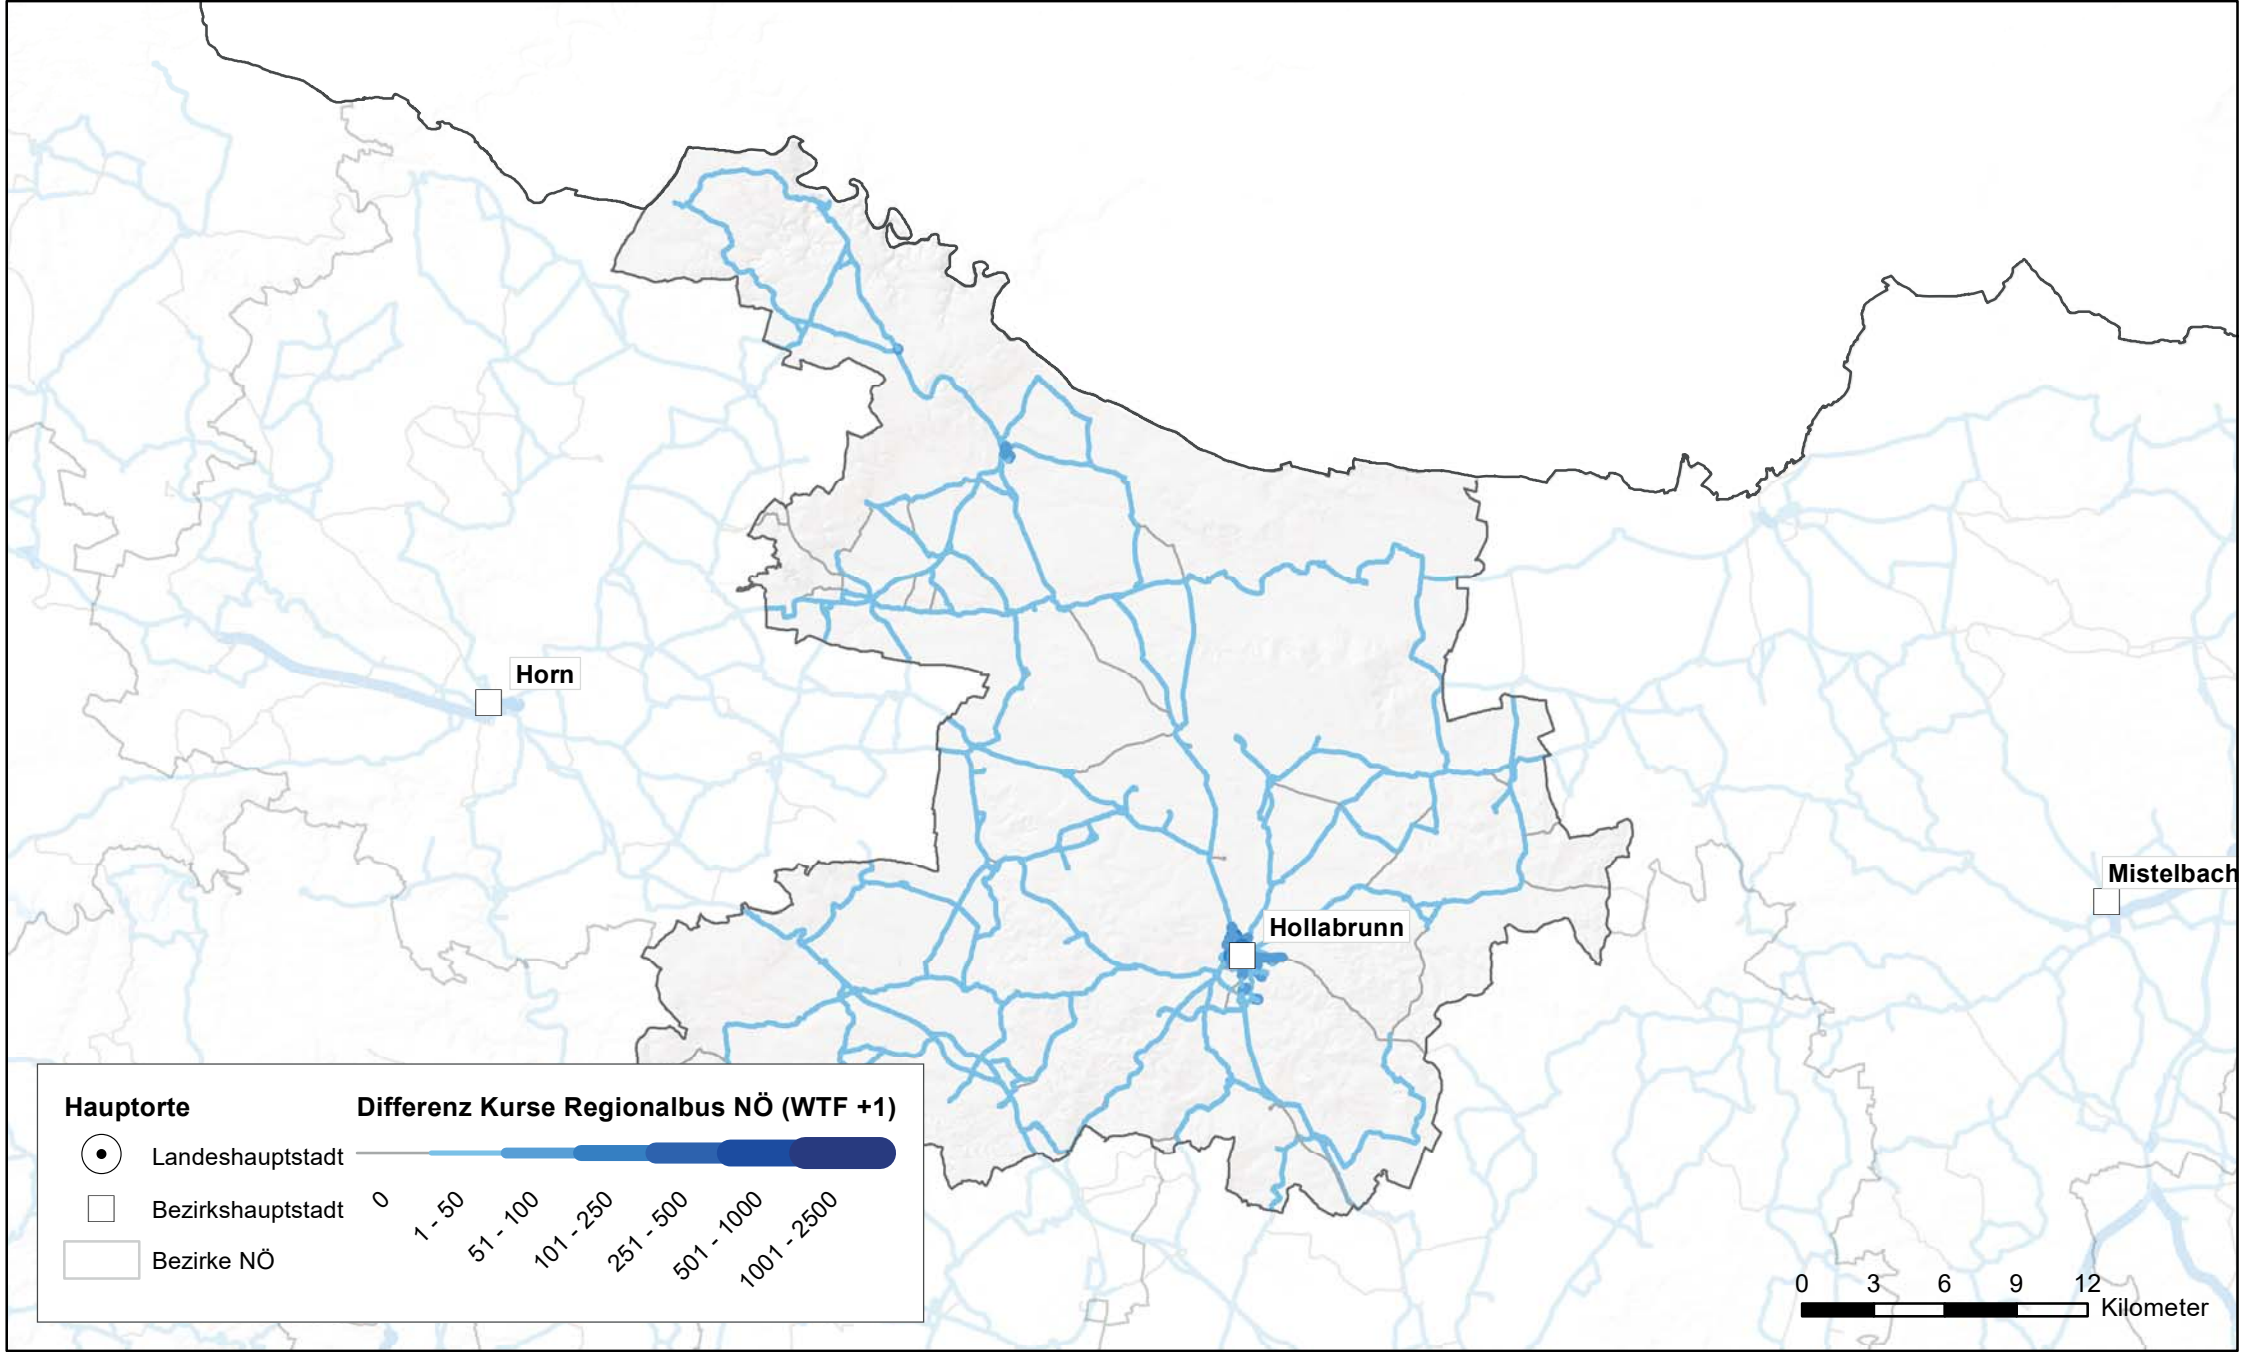 Horn
Mistelbach
Hollabrunn
Hauptorte
Landeshauptstadt
Bezirkshauptstadt
Bezirke NÖ
Differenz Kurse Regionalbus NÖ (WTF +1)
0
1 - 50
51 - 100
101 - 250
251 - 500
501 - 1000
1001 - 2500
0 3 6 9 12
Kilometer